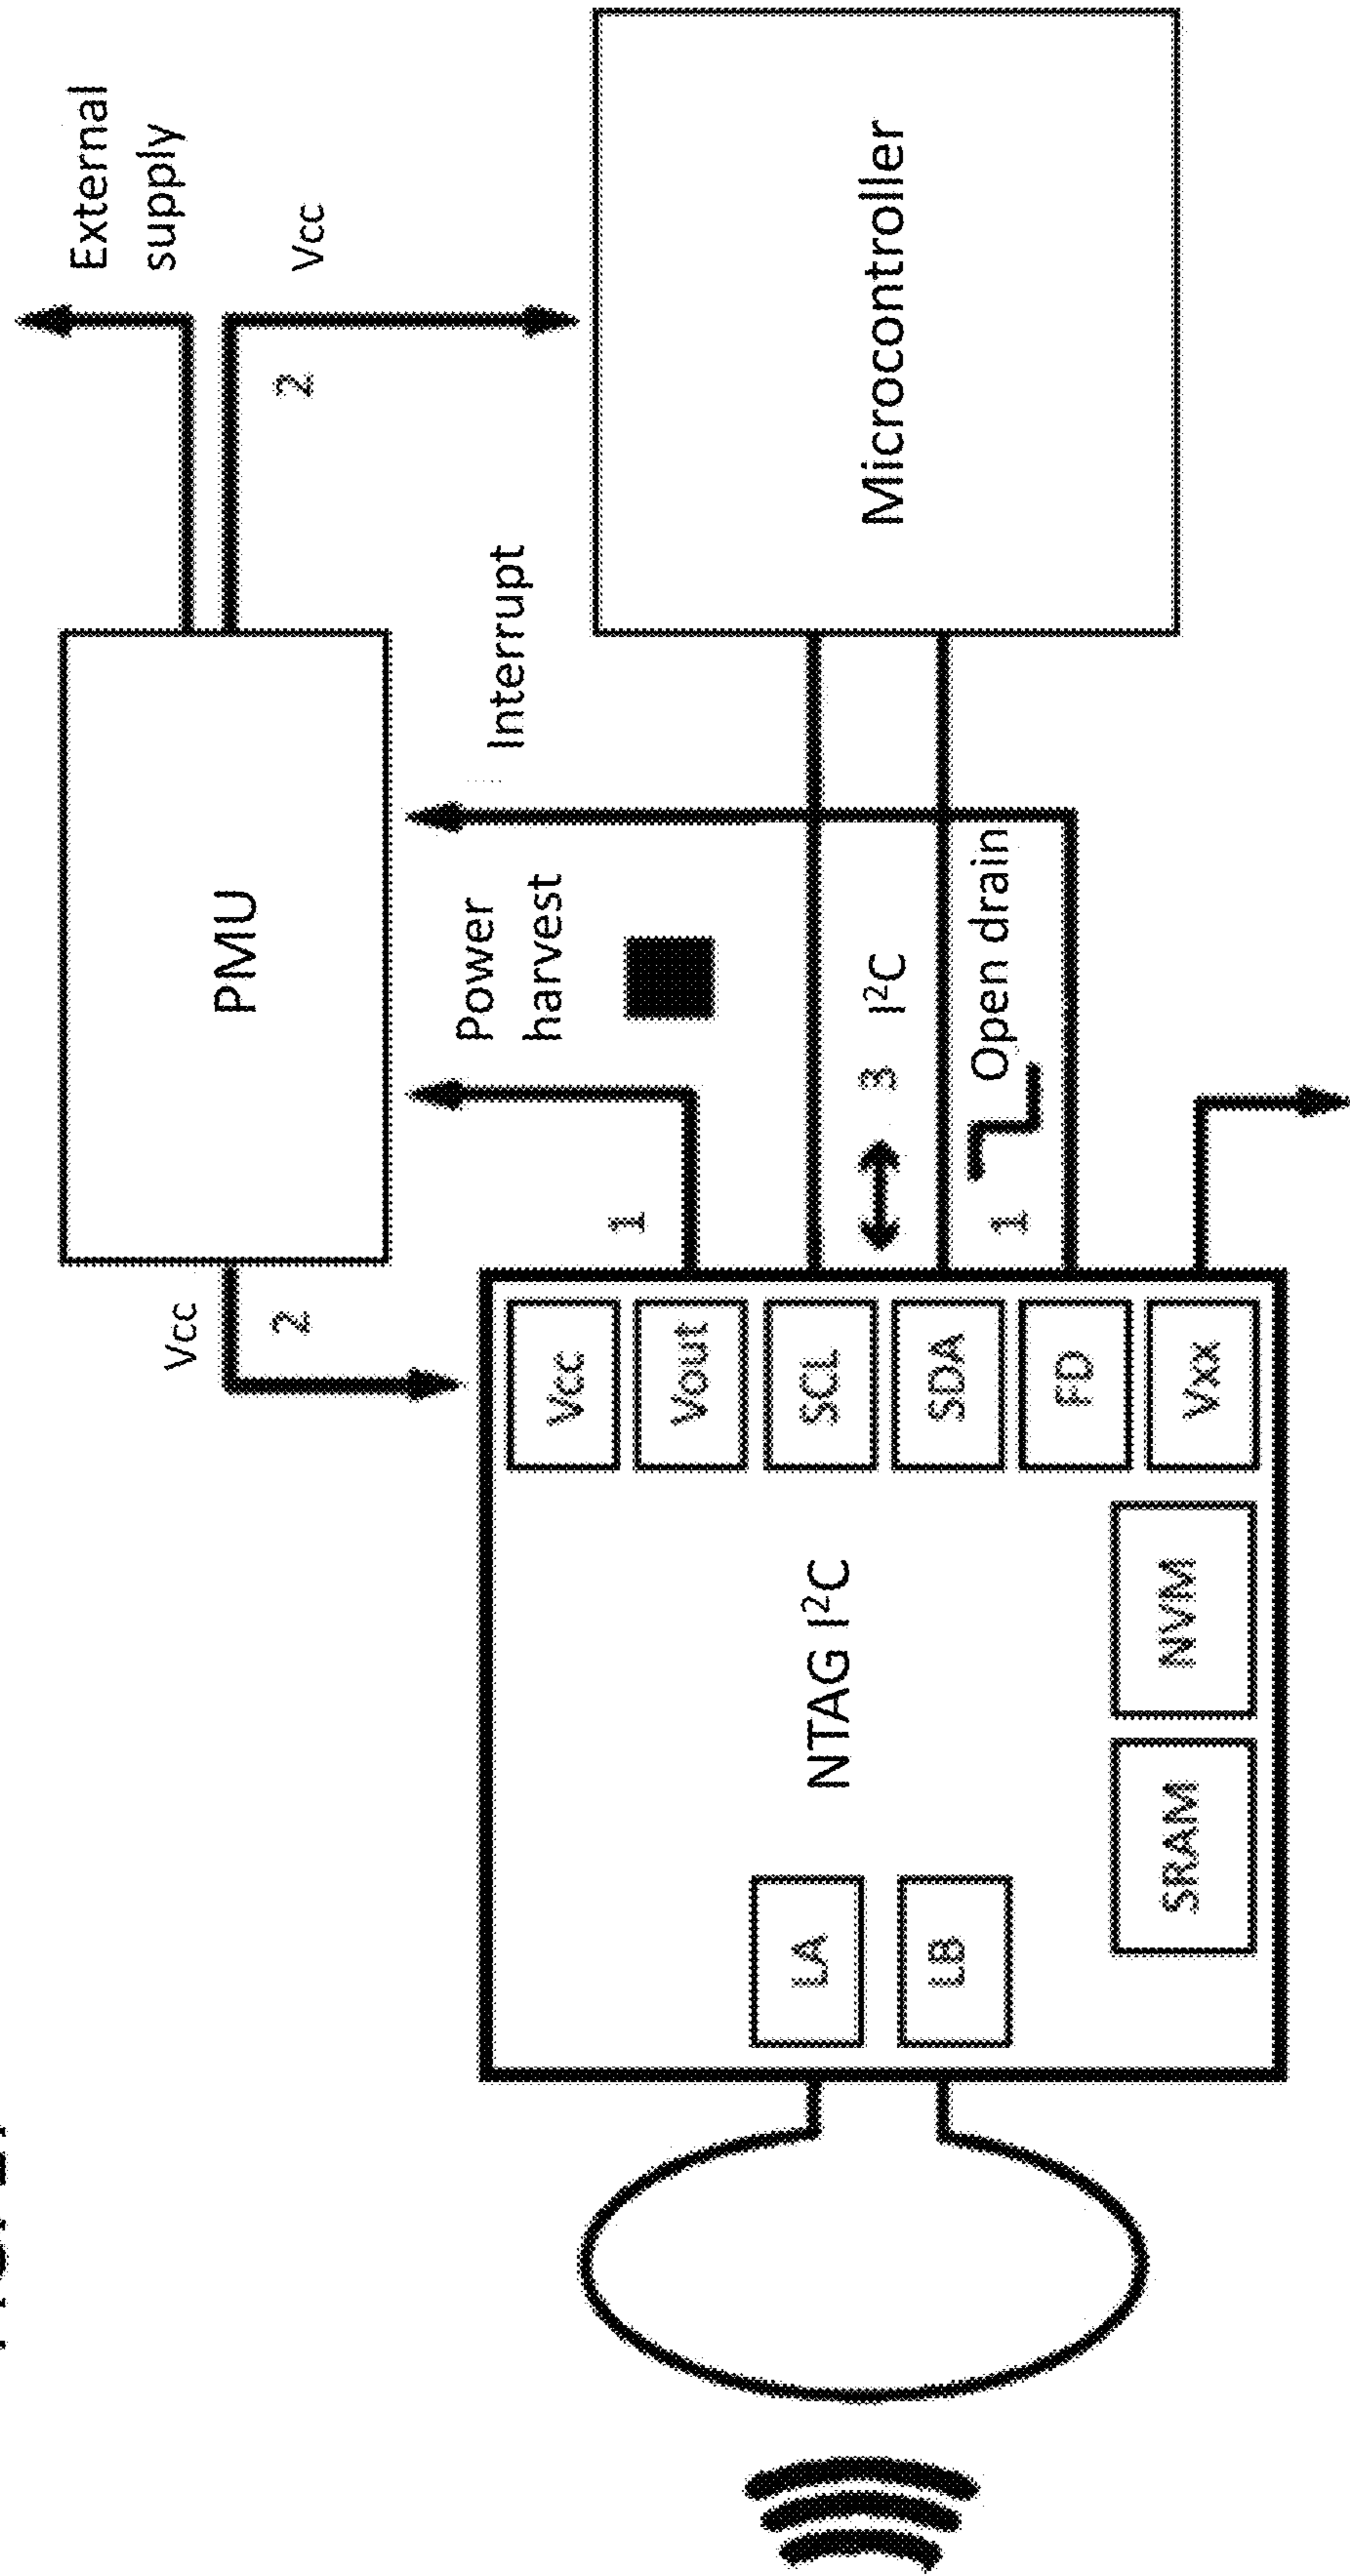 External
supply
Vcc
PMU
2
2
Vcc
Power
harvest
Interrupt
Vcc
1
Vout
LA
NTAG I²C
SCL
3 I²C
Microcontroller
LB
SDA
1
Open drain
FD
SRAM
NVM
Vxx